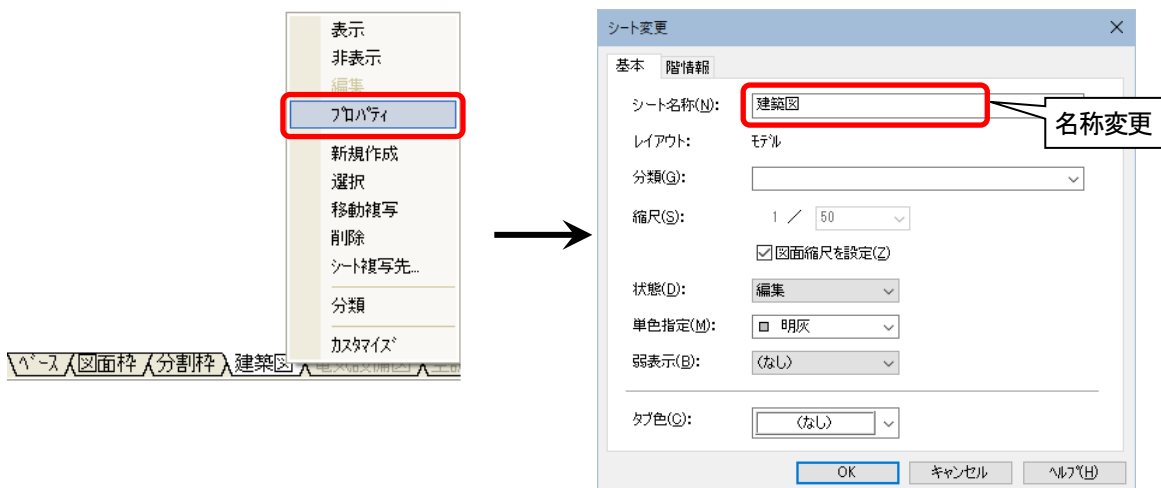 表示
非表示
編集
ﾌﾟﾛﾊﾟﾃｨ
新規作成
選択
移動複写
削除
ｼｰﾄ複写先...
分類
ｶｽﾀﾏｲｽﾞ
ﾍﾞｰｽ 図面枠 分割枠 建築図 電気設備図
シート変更
基本 階情報
シート名称(N): 建築図
名称変更
レイアウト: ﾓﾃﾞﾙ
分類(G):
縮尺(S): 1 ／ 50
図面縮尺を設定(Z)
状態(D): 編集
単色指定(M): 明灰
弱表示(B): (なし)
タブ色(C): (なし)
OK キャンセル ﾍﾙﾌﾟ(H)